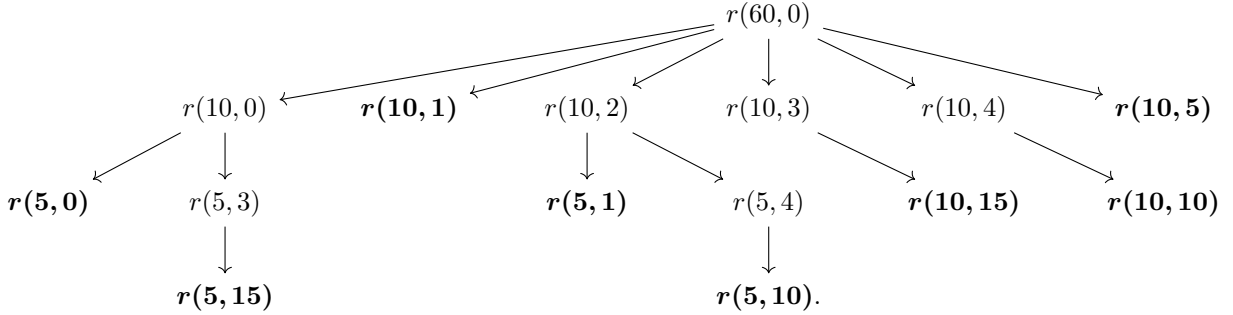 r(60, 0)
r(10, 0) r(10, 1) r(10, 2) r(10, 3) r(10, 4) r(10, 5)
r(5, 0) r(5, 3) r(5, 1) r(5, 4) r(10, 15) r(10, 10)
r(5, 15) r(5, 10).